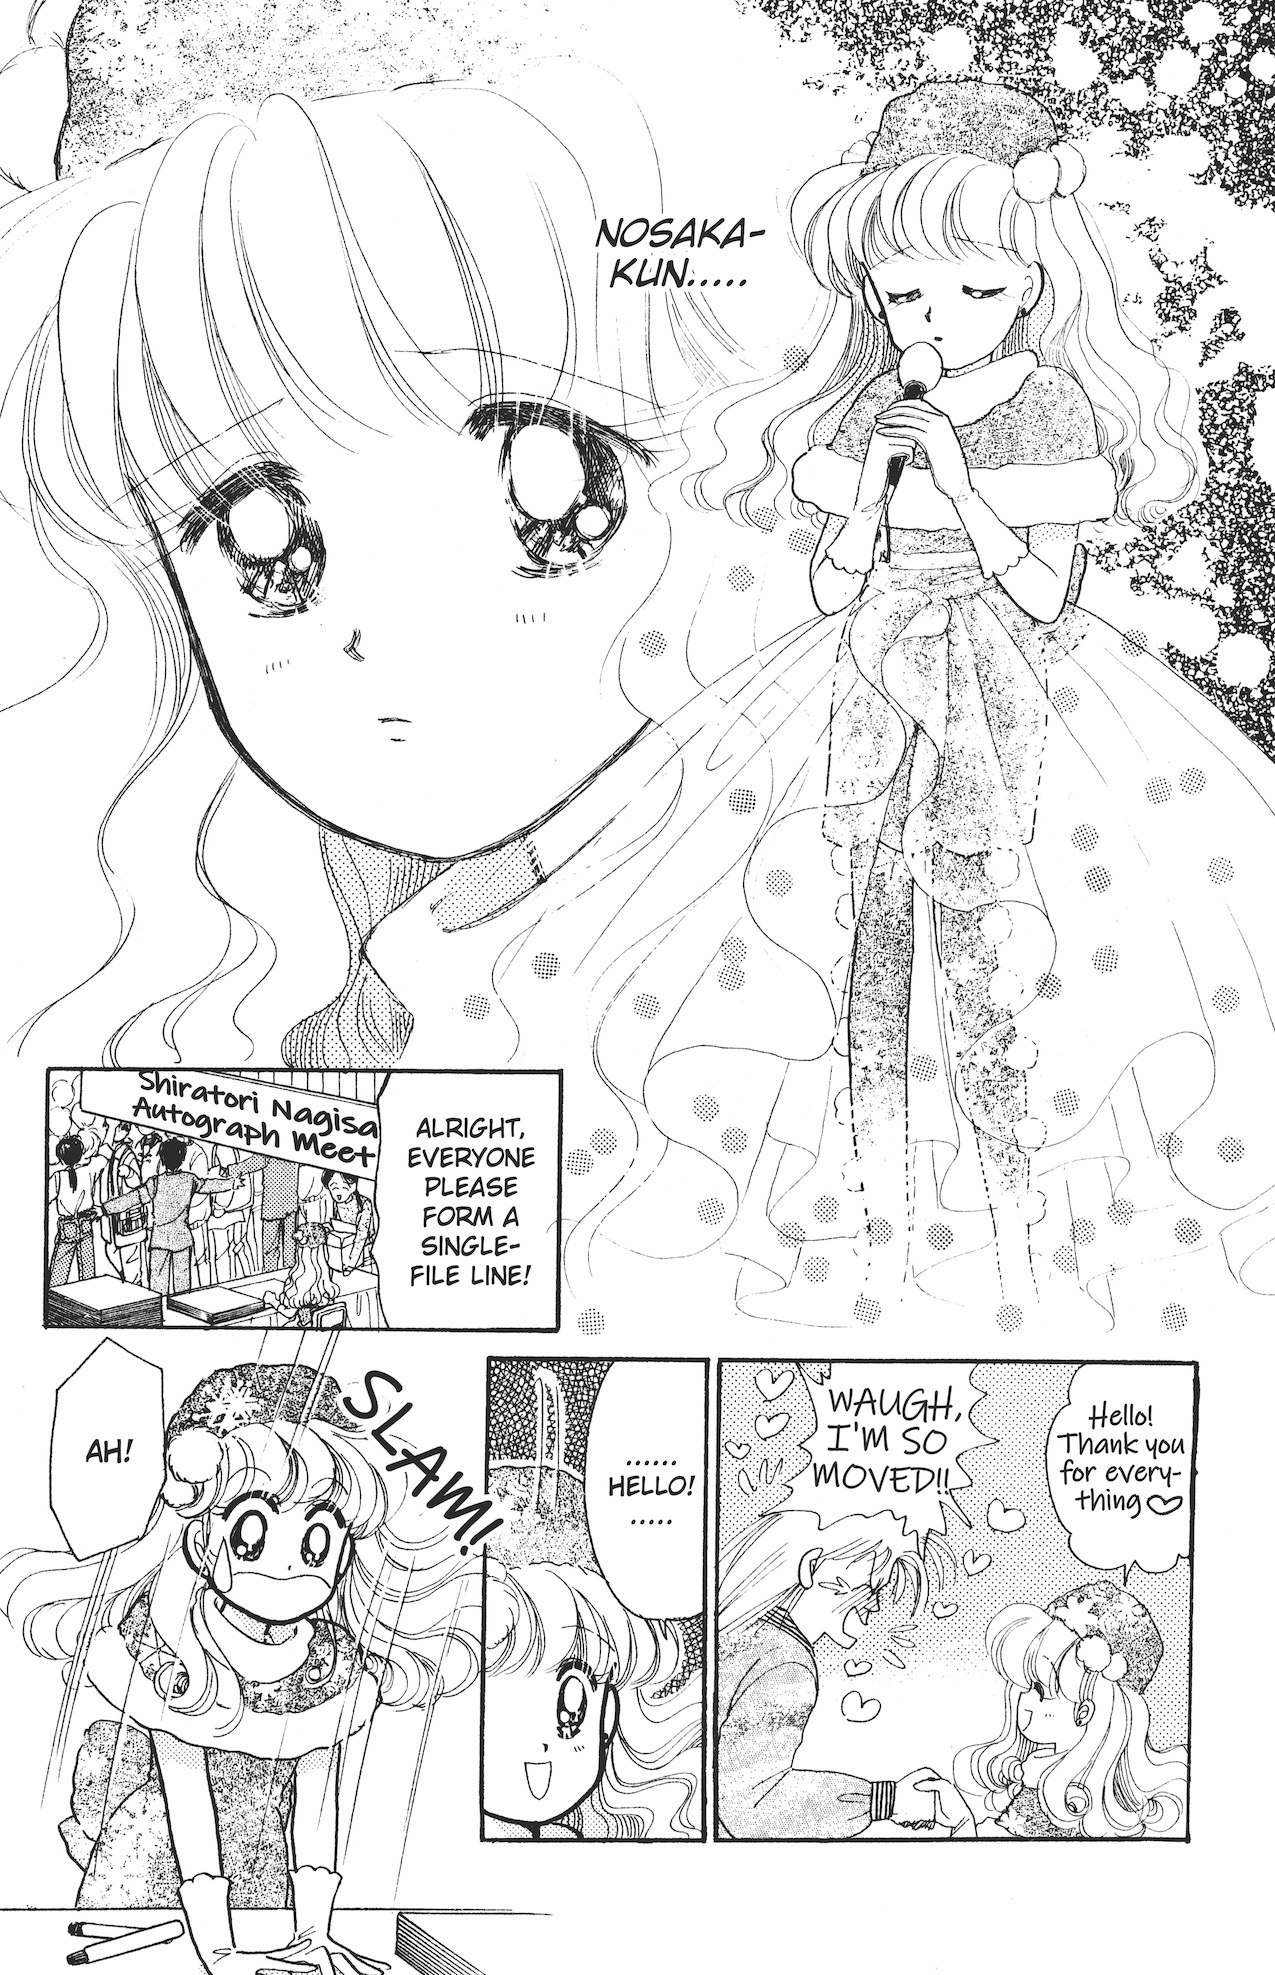 NOSAKA-
KUN.....
Shiratori Nagisa
Autograph Meet
ALRIGHT,
EVERYONE
PLEASE
FORM A
SINGLE-
FILE LINE!
Hello!
Thank you
for every-
thing♡
WAUGH,
I'M SO
MOVED!!
......
HELLO!
.....
SLAM!
AH!